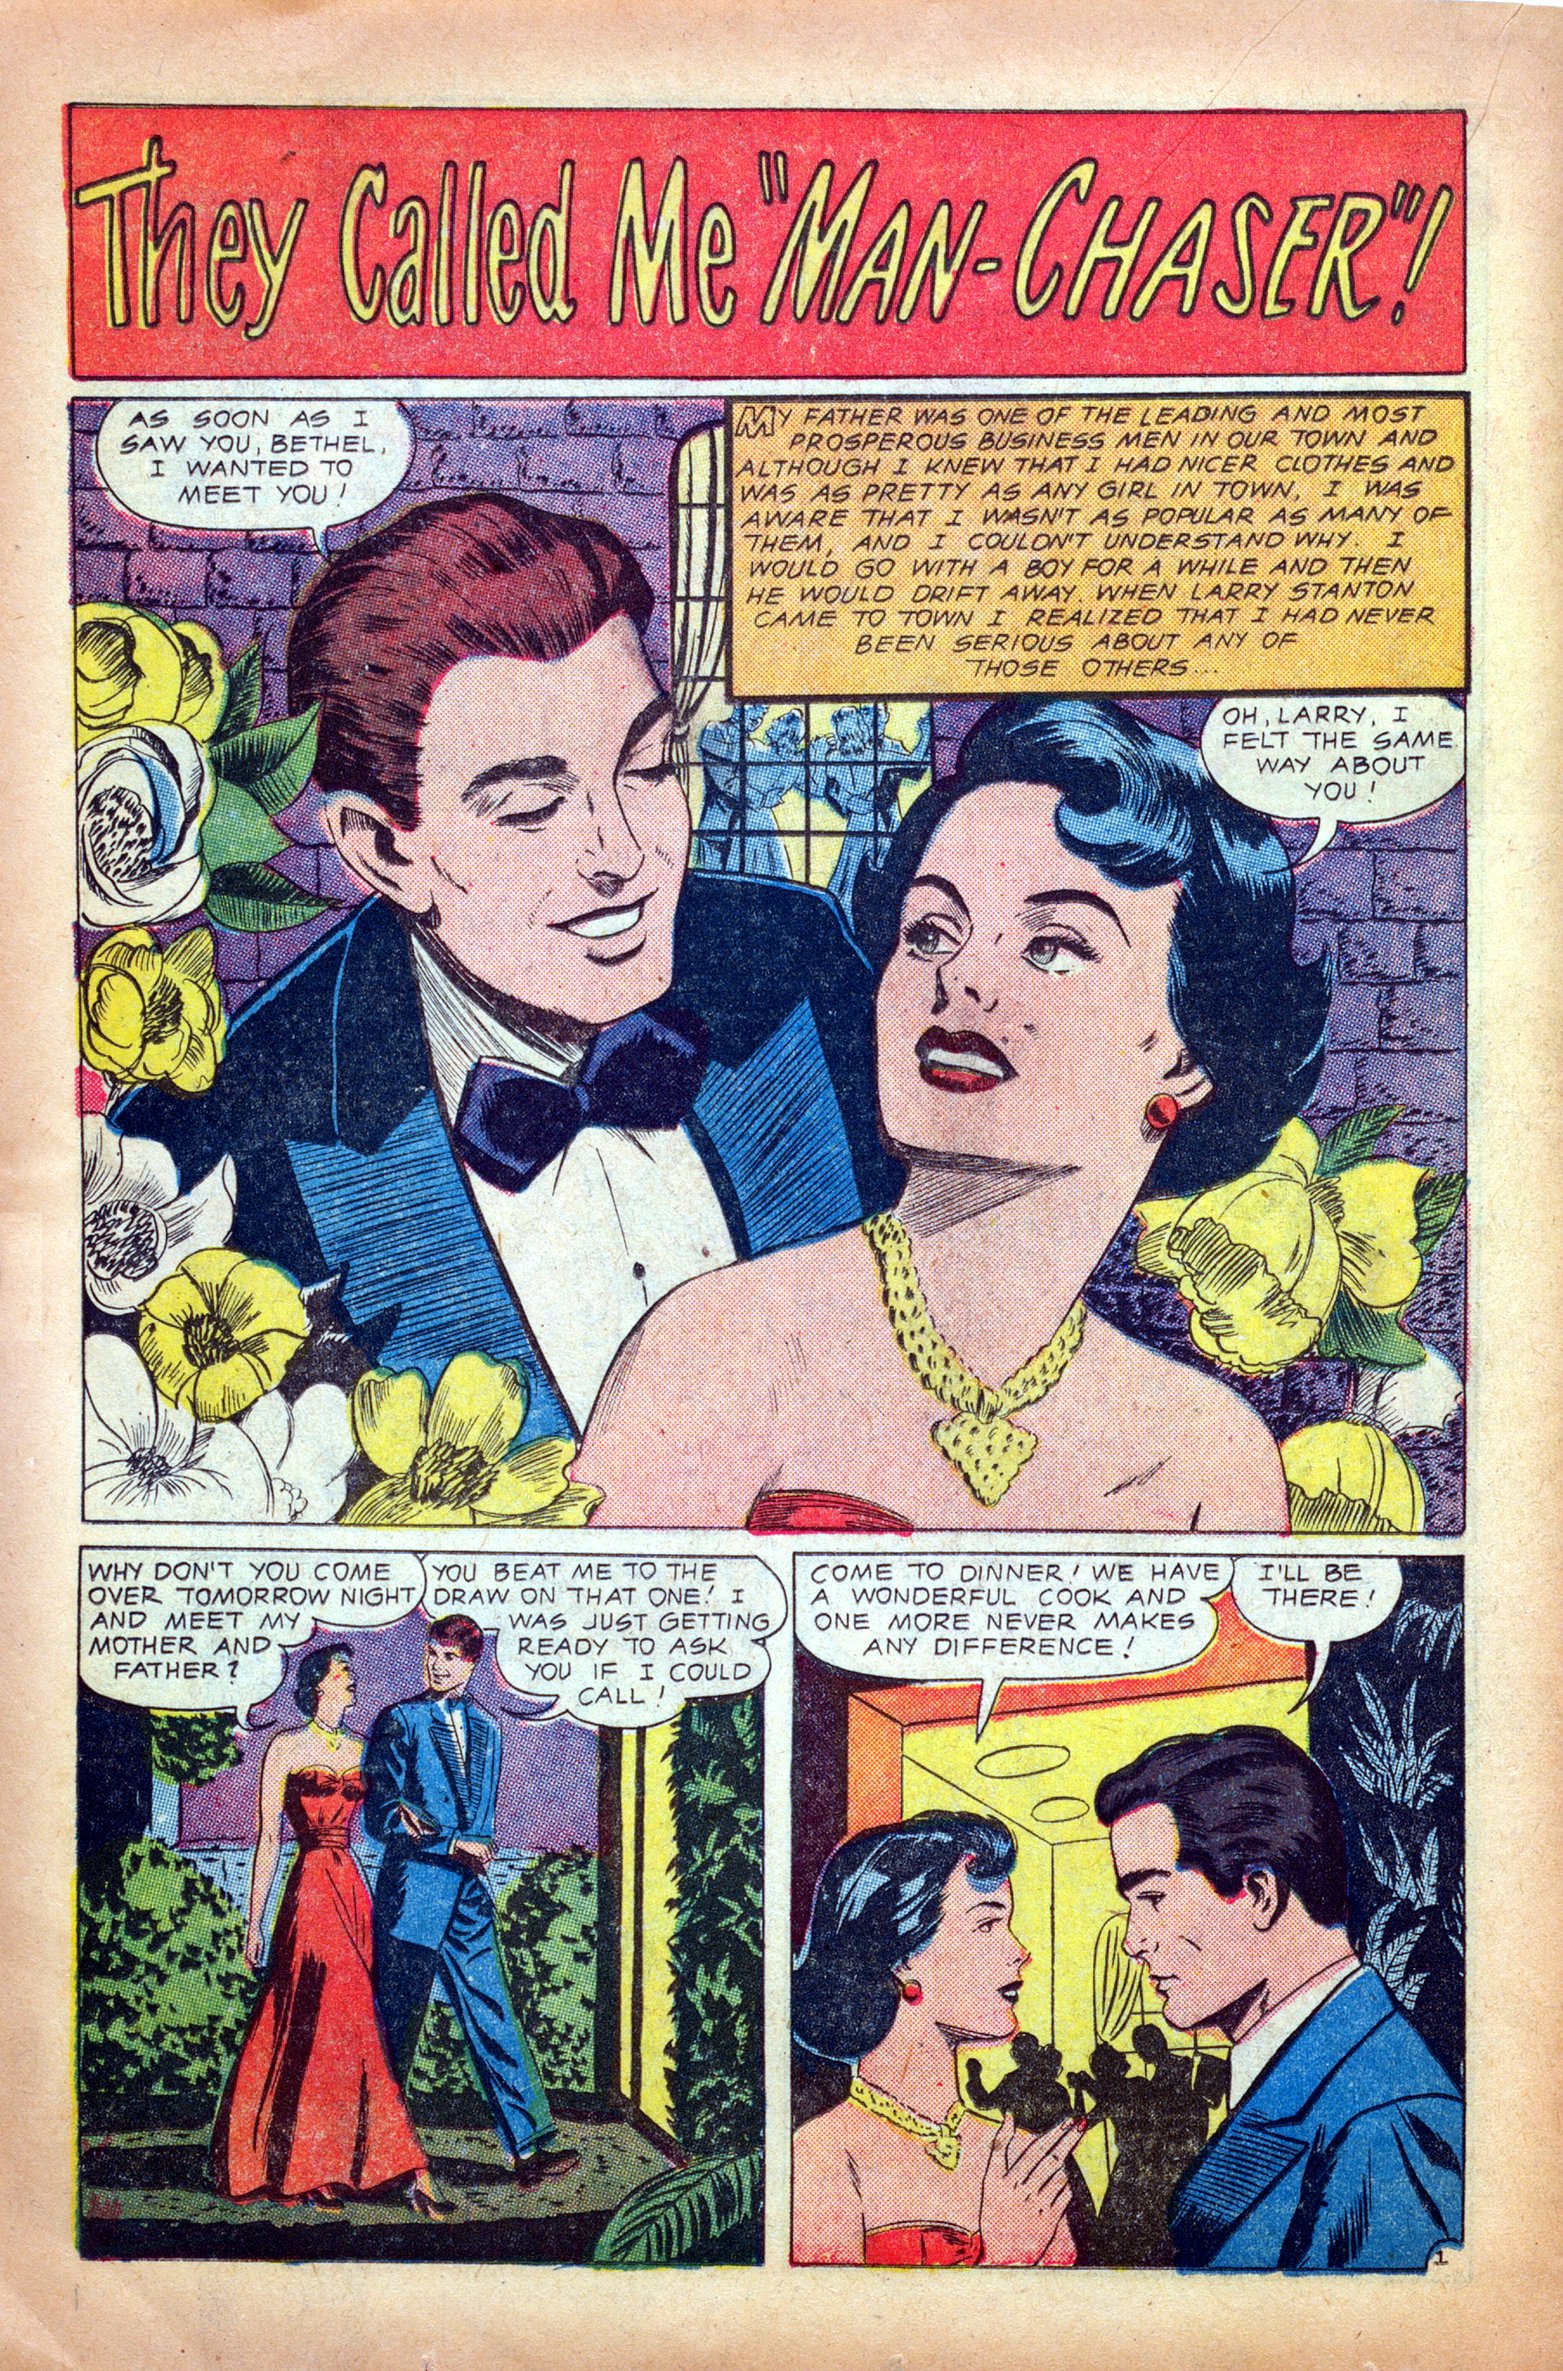 They Called Me "MAN-CHASER"!
AS SOON AS I
SAW YOU, BETHEL,
I WANTED TO
MEET YOU!
MY FATHER WAS ONE OF THE LEADING AND MOST
PROSPEROUS BUSINESS MEN IN OUR TOWN AND
ALTHOUGH I KNEW THAT I HAD NICER CLOTHES AND
WAS AS PRETTY AS ANY GIRL IN TOWN, I WAS
AWARE THAT I WASN'T AS POPULAR AS MANY OF
THEM, AND I COULDN'T UNDERSTAND WHY. I
WOULD GO WITH A BOY FOR A WHILE AND THEN
HE WOULD DRIFT AWAY. WHEN LARRY STANTON
CAME TO TOWN I REALIZED THAT I HAD NEVER
BEEN SERIOUS ABOUT ANY OF
THOSE OTHERS...
OH, LARRY, I
FELT THE SAME
WAY ABOUT
YOU!
WHY DON'T YOU COME
OVER TOMORROW NIGHT
AND MEET MY
MOTHER AND
FATHER?
YOU BEAT ME TO THE
DRAW ON THAT ONE! I
WAS JUST GETTING
READY TO ASK
YOU IF I COULD
CALL!
COME TO DINNER! WE HAVE
A WONDERFUL COOK AND
ONE MORE NEVER MAKES
ANY DIFFERENCE!
I'LL BE
THERE!
1